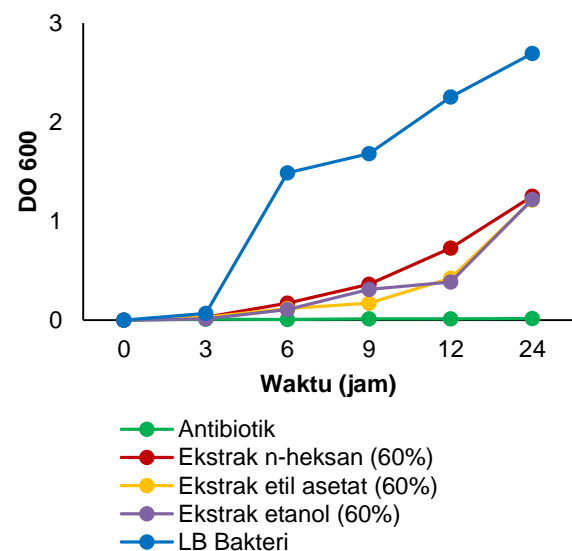 3
2
1
0
DO 600
0 3 6 9 12 24
Waktu (jam)
Antibiotik
Ekstrak n-heksan (60%)
Ekstrak etil asetat (60%)
Ekstrak etanol (60%)
LB Bakteri